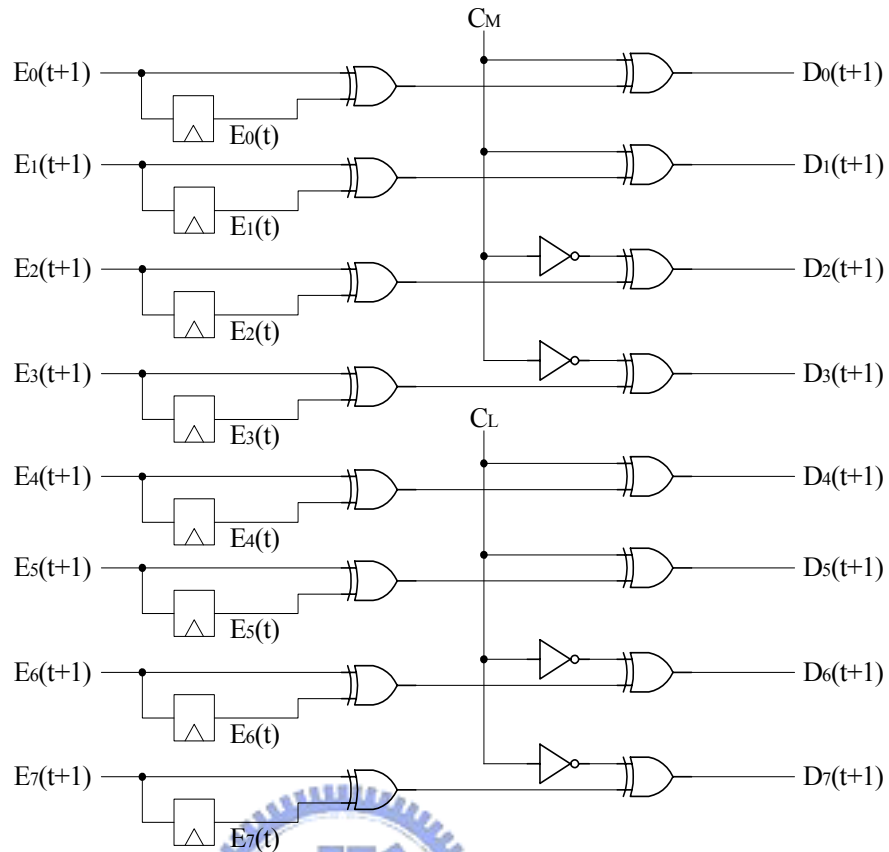 CM
E0(t+1) D0(t+1)
E0(t)
E1(t+1) D1(t+1)
E1(t)
E2(t+1) D2(t+1)
E2(t)
E3(t+1) D3(t+1)
E3(t)
CL
E4(t+1) D4(t+1)
E4(t)
E5(t+1) D5(t+1)
E5(t)
E6(t+1) D6(t+1)
E6(t)
E7(t+1) D7(t+1)
E7(t)